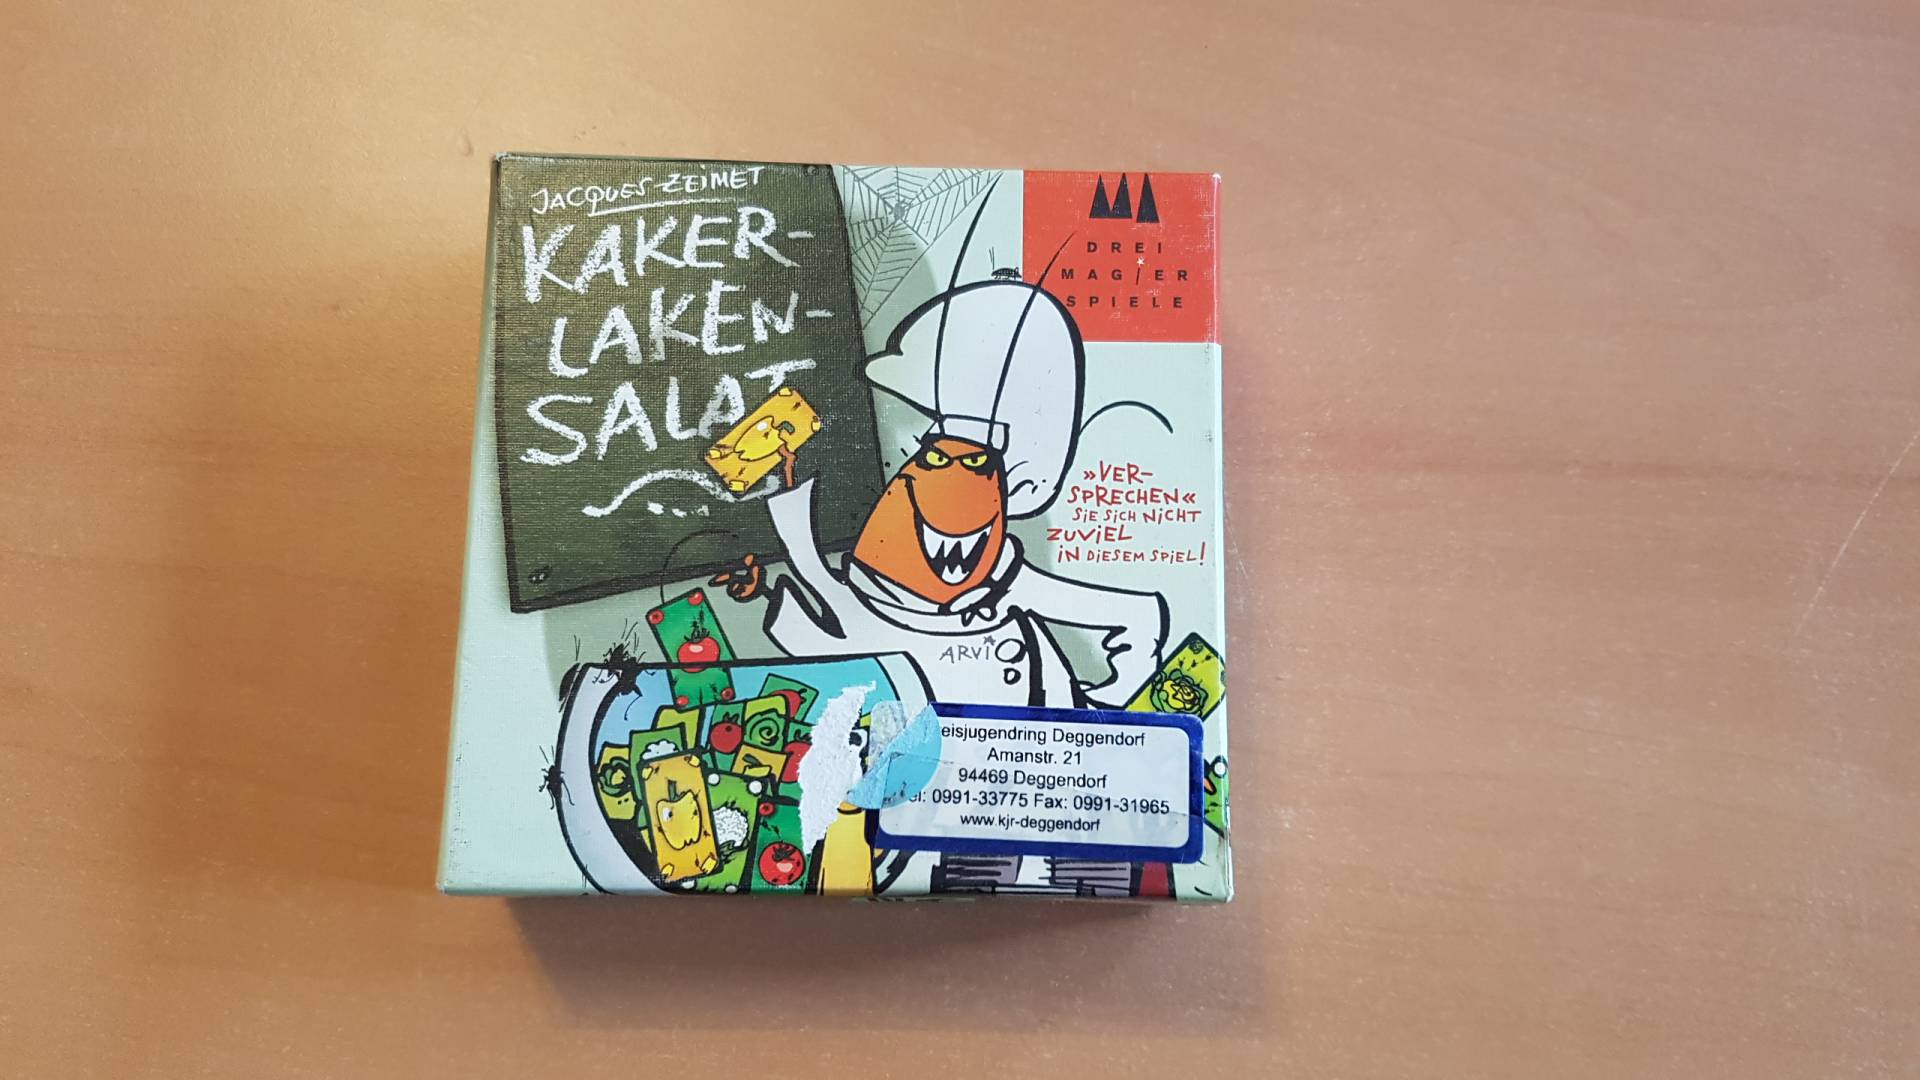 JACQUES ZEIMET
KAKER-
LAKEN-
SALAT
DREI
MAGIER
SPIELE
»VER-
SPRECHEN«
SIE SICH NICHT
ZUVIEL
IN DIESEM SPIEL!
ARVI
eisjugendring Deggendorf
Amanstr. 21
94469 Deggendorf
el: 0991-33775 Fax: 0991-31965
www.kjr-deggendorf